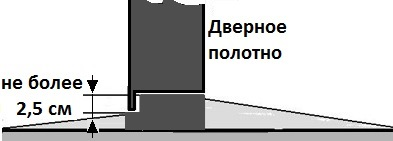 Дверное
полотно
не более
2,5 см